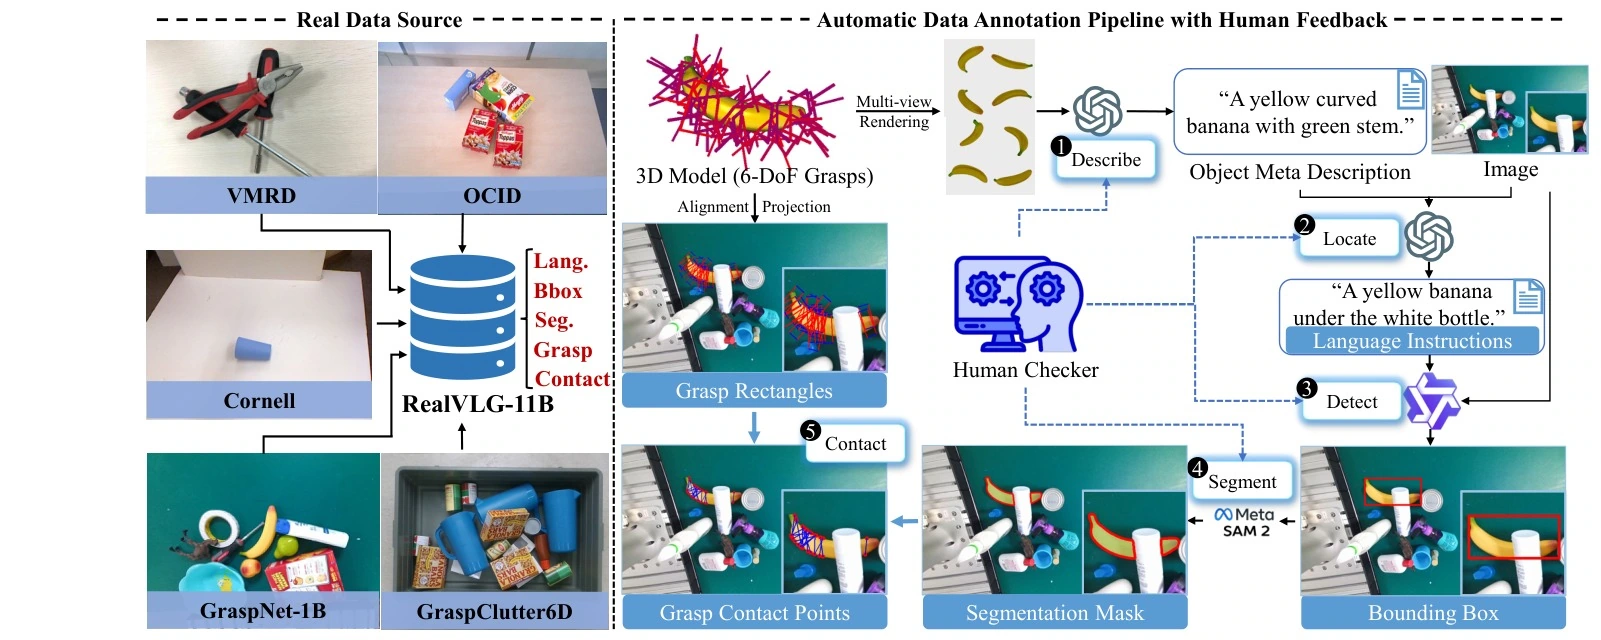 Real Data Source
VMRD
OCID
Cornell
Lang.
Bbox
Seg.
Grasp
Contact
RealVLG-11B
GraspNet-1B
GraspClutter6D
Automatic Data Annotation Pipeline with Human Feedback
3D Model (6-DoF Grasps)
Multi-view
Rendering
1
Describe
“A yellow curved
banana with green stem.”
Object Meta Description
Image
Alignment
Projection
Grasp Rectangles
Human Checker
2
Locate
“A yellow banana
under the white bottle.”
Language Instructions
3
Detect
Bounding Box
4
Segment
Meta
SAM 2
Segmentation Mask
5
Contact
Grasp Contact Points